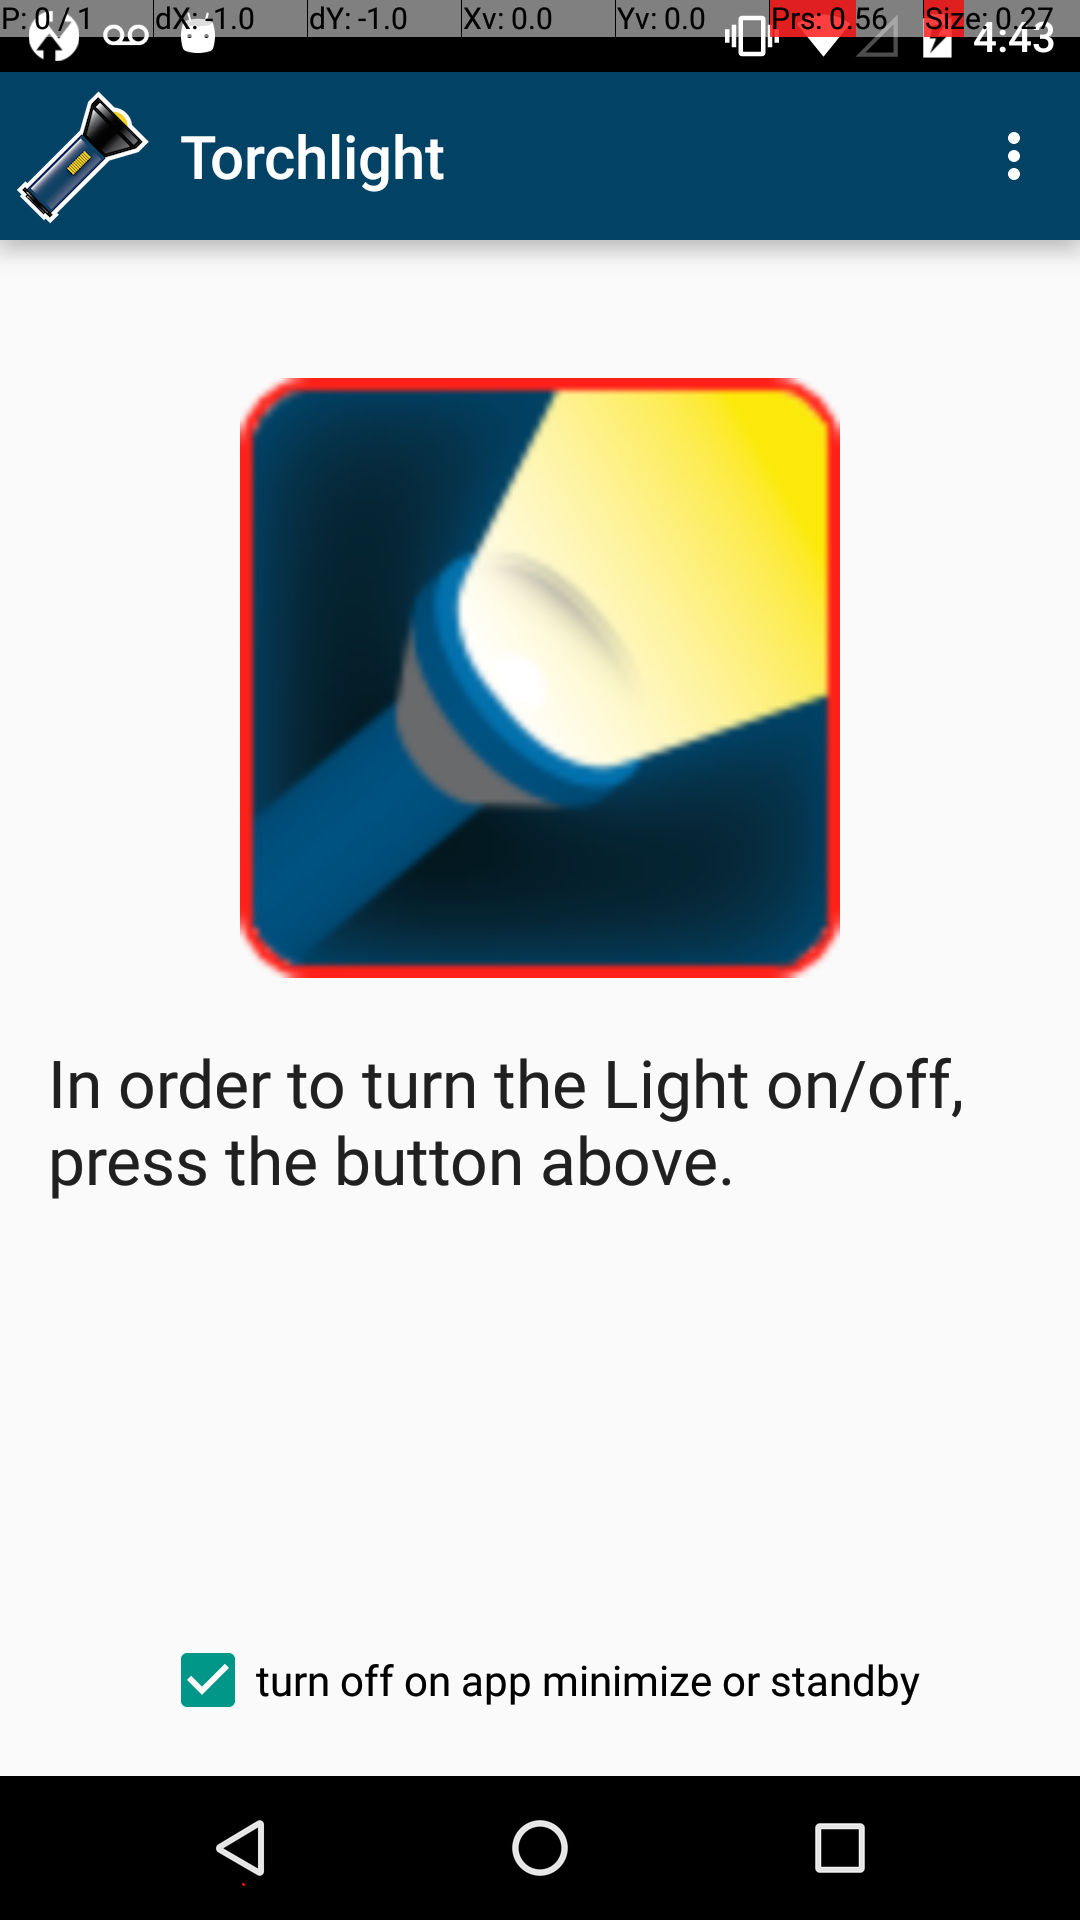 P: 0 / 1 dX: -1.0 dY: -1.0 Xv: 0.0 Yv: 0.0 Prs: 0.56 Size: 0.27
4:43
Torchlight
In order to turn the Light on/off,
press the button above.
turn off on app minimize or standby